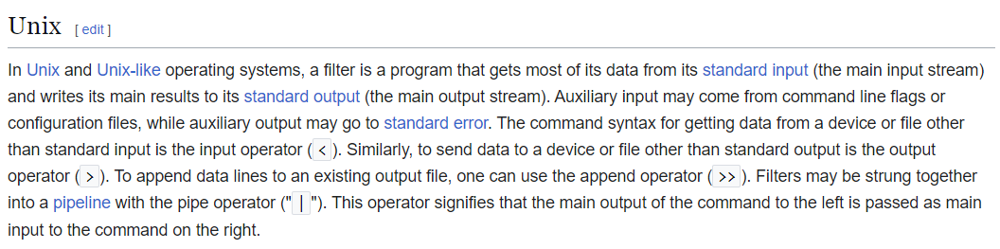 Unix [ edit ]
In Unix and Unix-like operating systems, a filter is a program that gets most of its data from its standard input (the main input stream)
and writes its main results to its standard output (the main output stream). Auxiliary input may come from command line flags or
configuration files, while auxiliary output may go to standard error. The command syntax for getting data from a device or file other
than standard input is the input operator ( < ). Similarly, to send data to a device or file other than standard output is the output
operator ( > ). To append data lines to an existing output file, one can use the append operator ( >> ). Filters may be strung together
into a pipeline with the pipe operator (" | "). This operator signifies that the main output of the command to the left is passed as main
input to the command on the right.